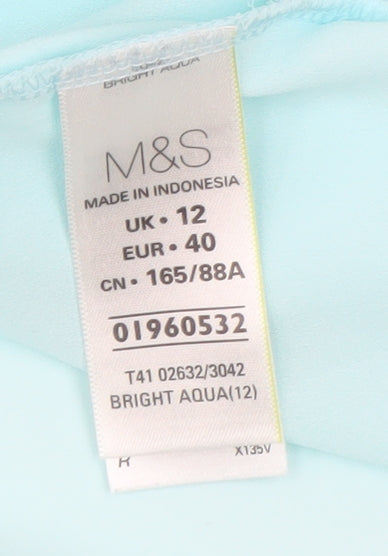 BRIGHT AQUA
M&S
MADE IN INDONESIA
UK • 12
EUR • 40
CN • 165/88A
01960532
T41 02632/3042
BRIGHT AQUA(12)
R X135V